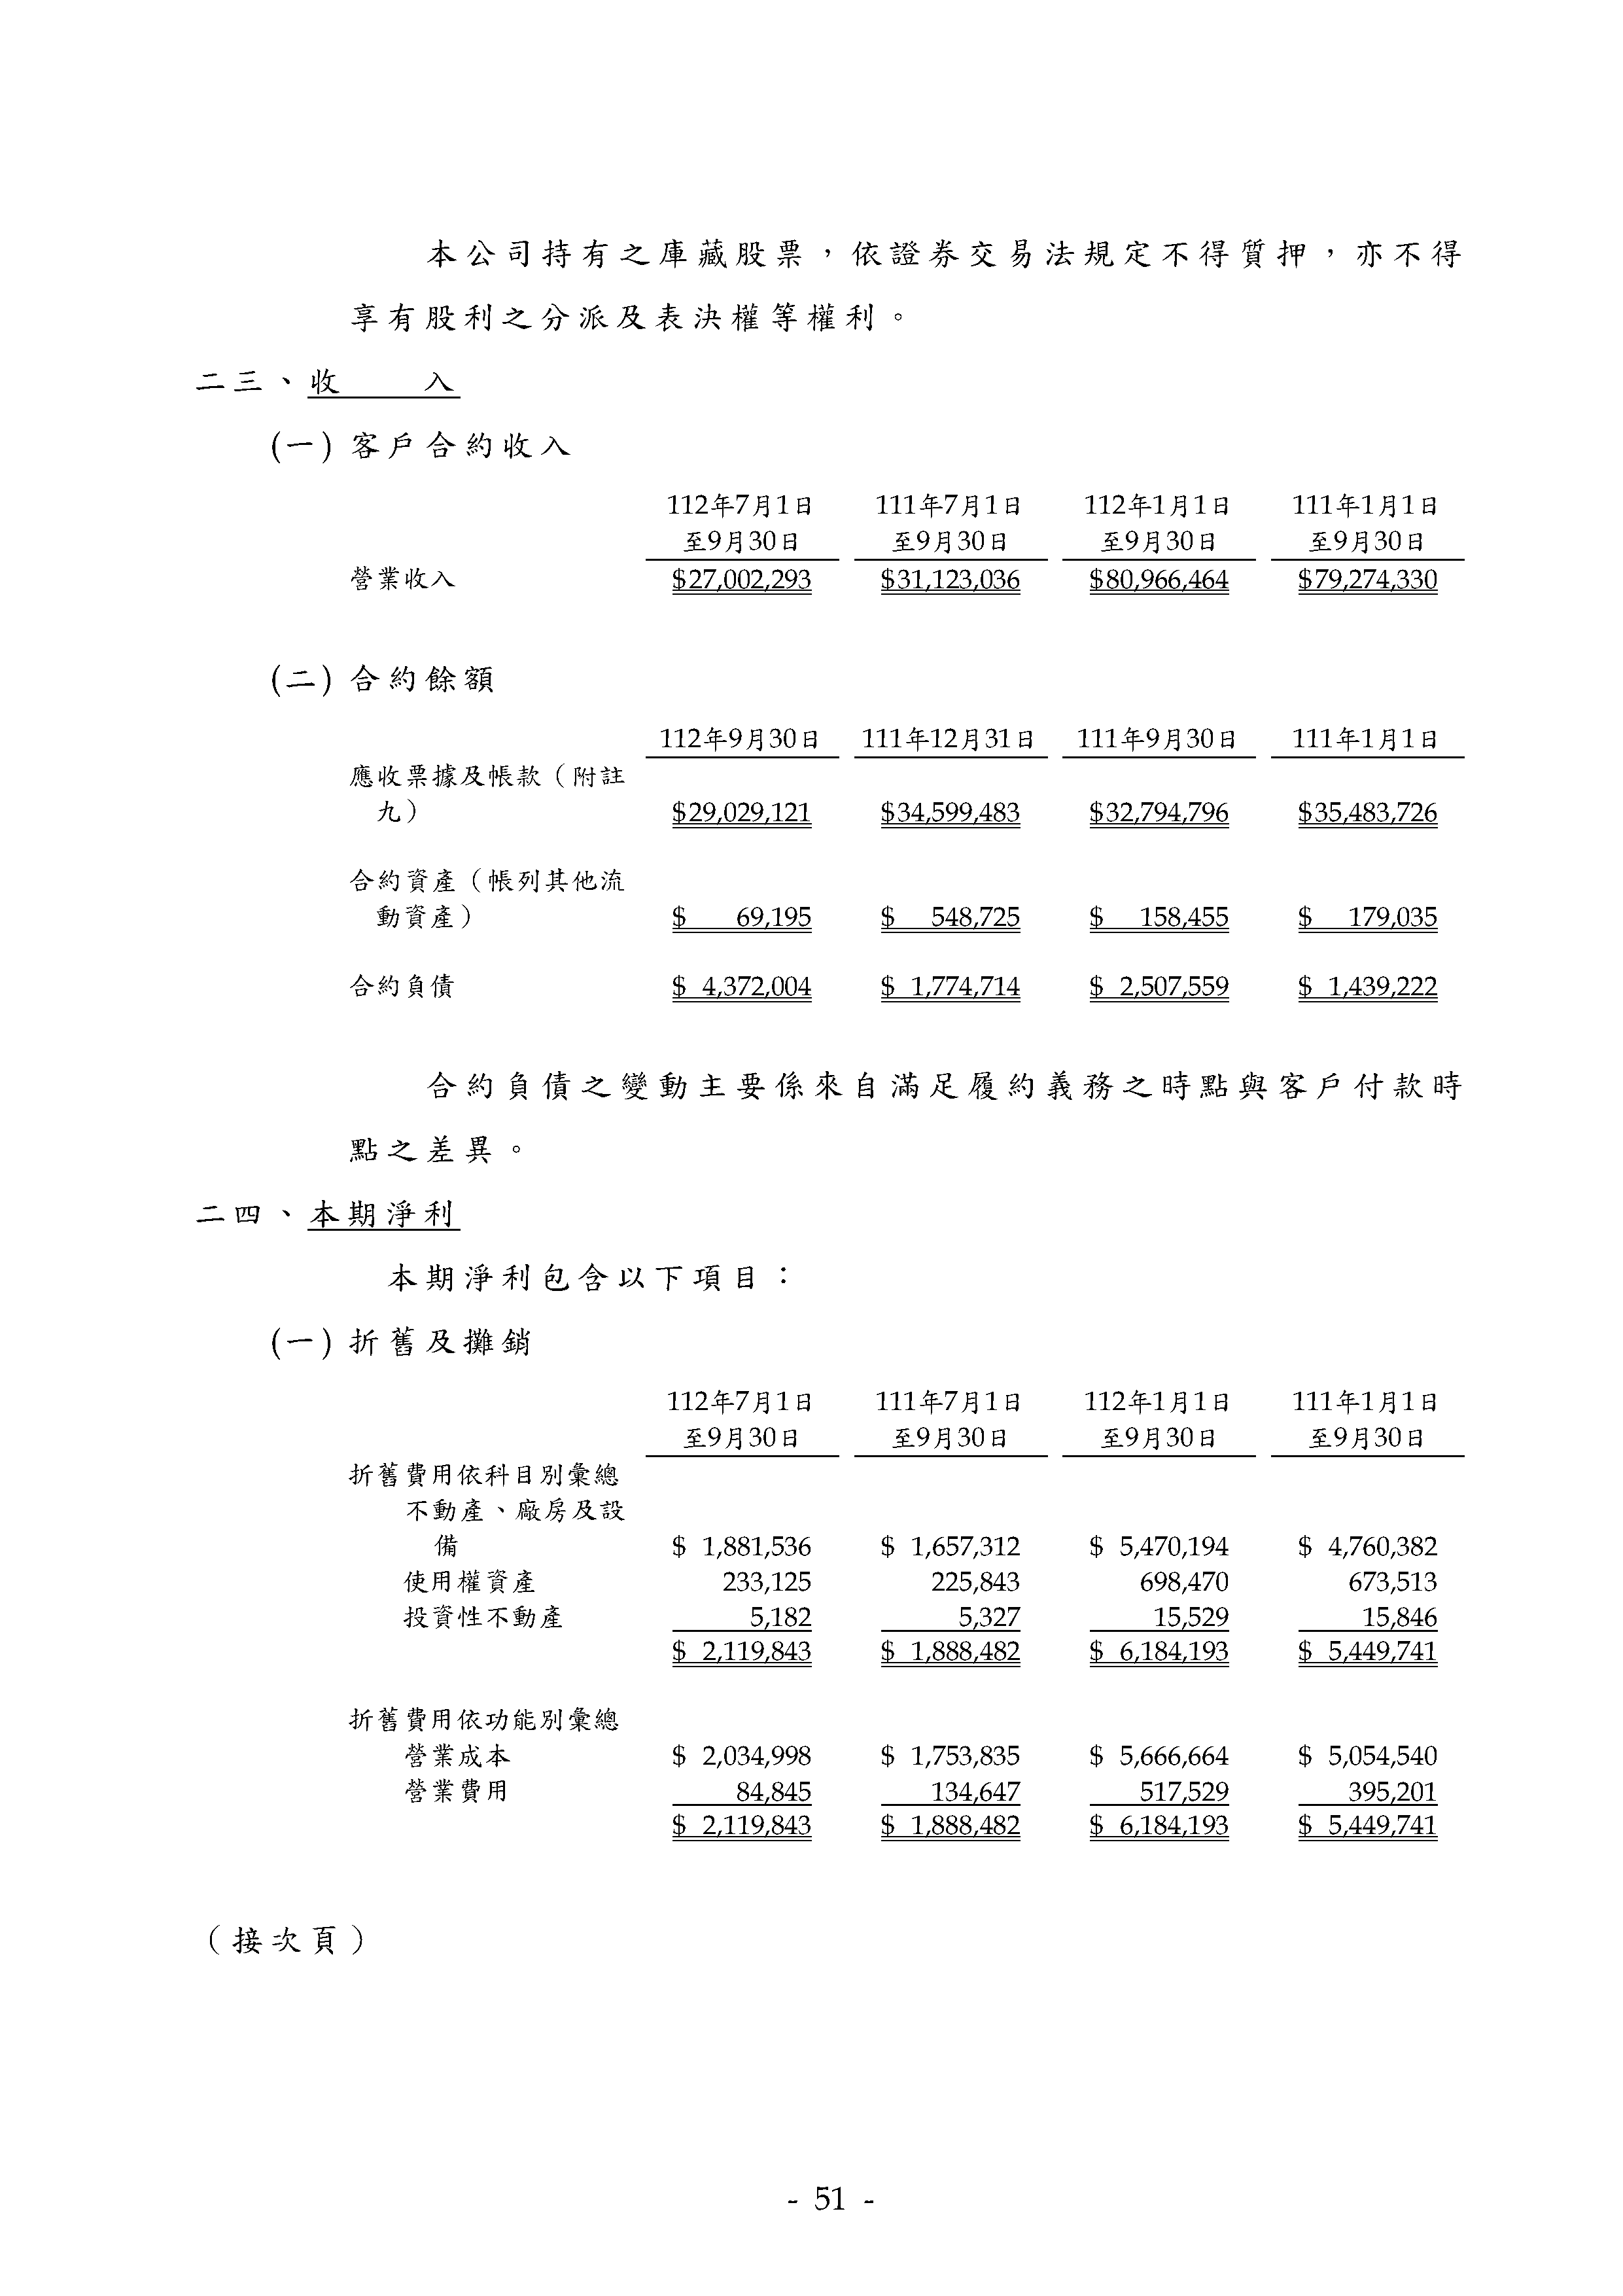 本公司持有之庫藏股票，依證券交易法規定不得質押，亦不得
享有股利之分派及表決權等權利。
二三、收　　入
(一) 客戶合約收入
112年7月1日 111年7月1日 112年1月1日 111年1月1日
至9月30日 至9月30日 至9月30日 至9月30日
營業收入 $27,002,293 $31,123,036 $80,966,464 $79,274,330
(二) 合約餘額
112年9月30日 111年12月31日 111年9月30日 111年1月1日
應收票據及帳款（附註
九） $29,029,121 $34,599,483 $32,794,796 $35,483,726
合約資產（帳列其他流
動資產） $ 69,195 $ 548,725 $ 158,455 $ 179,035
合約負債 $ 4,372,004 $ 1,774,714 $ 2,507,559 $ 1,439,222
合約負債之變動主要係來自滿足履約義務之時點與客戶付款時
點之差異。
二四、本期淨利
本期淨利包含以下項目：
(一) 折舊及攤銷
112年7月1日 111年7月1日 112年1月1日 111年1月1日
至9月30日 至9月30日 至9月30日 至9月30日
折舊費用依科目別彙總
不動產、廠房及設
備 $ 1,881,536 $ 1,657,312 $ 5,470,194 $ 4,760,382
使用權資產 233,125 225,843 698,470 673,513
投資性不動產 5,182 5,327 15,529 15,846
$ 2,119,843 $ 1,888,482 $ 6,184,193 $ 5,449,741
折舊費用依功能別彙總
營業成本 $ 2,034,998 $ 1,753,835 $ 5,666,664 $ 5,054,540
營業費用 84,845 134,647 517,529 395,201
$ 2,119,843 $ 1,888,482 $ 6,184,193 $ 5,449,741
（接次頁）
- 51 -